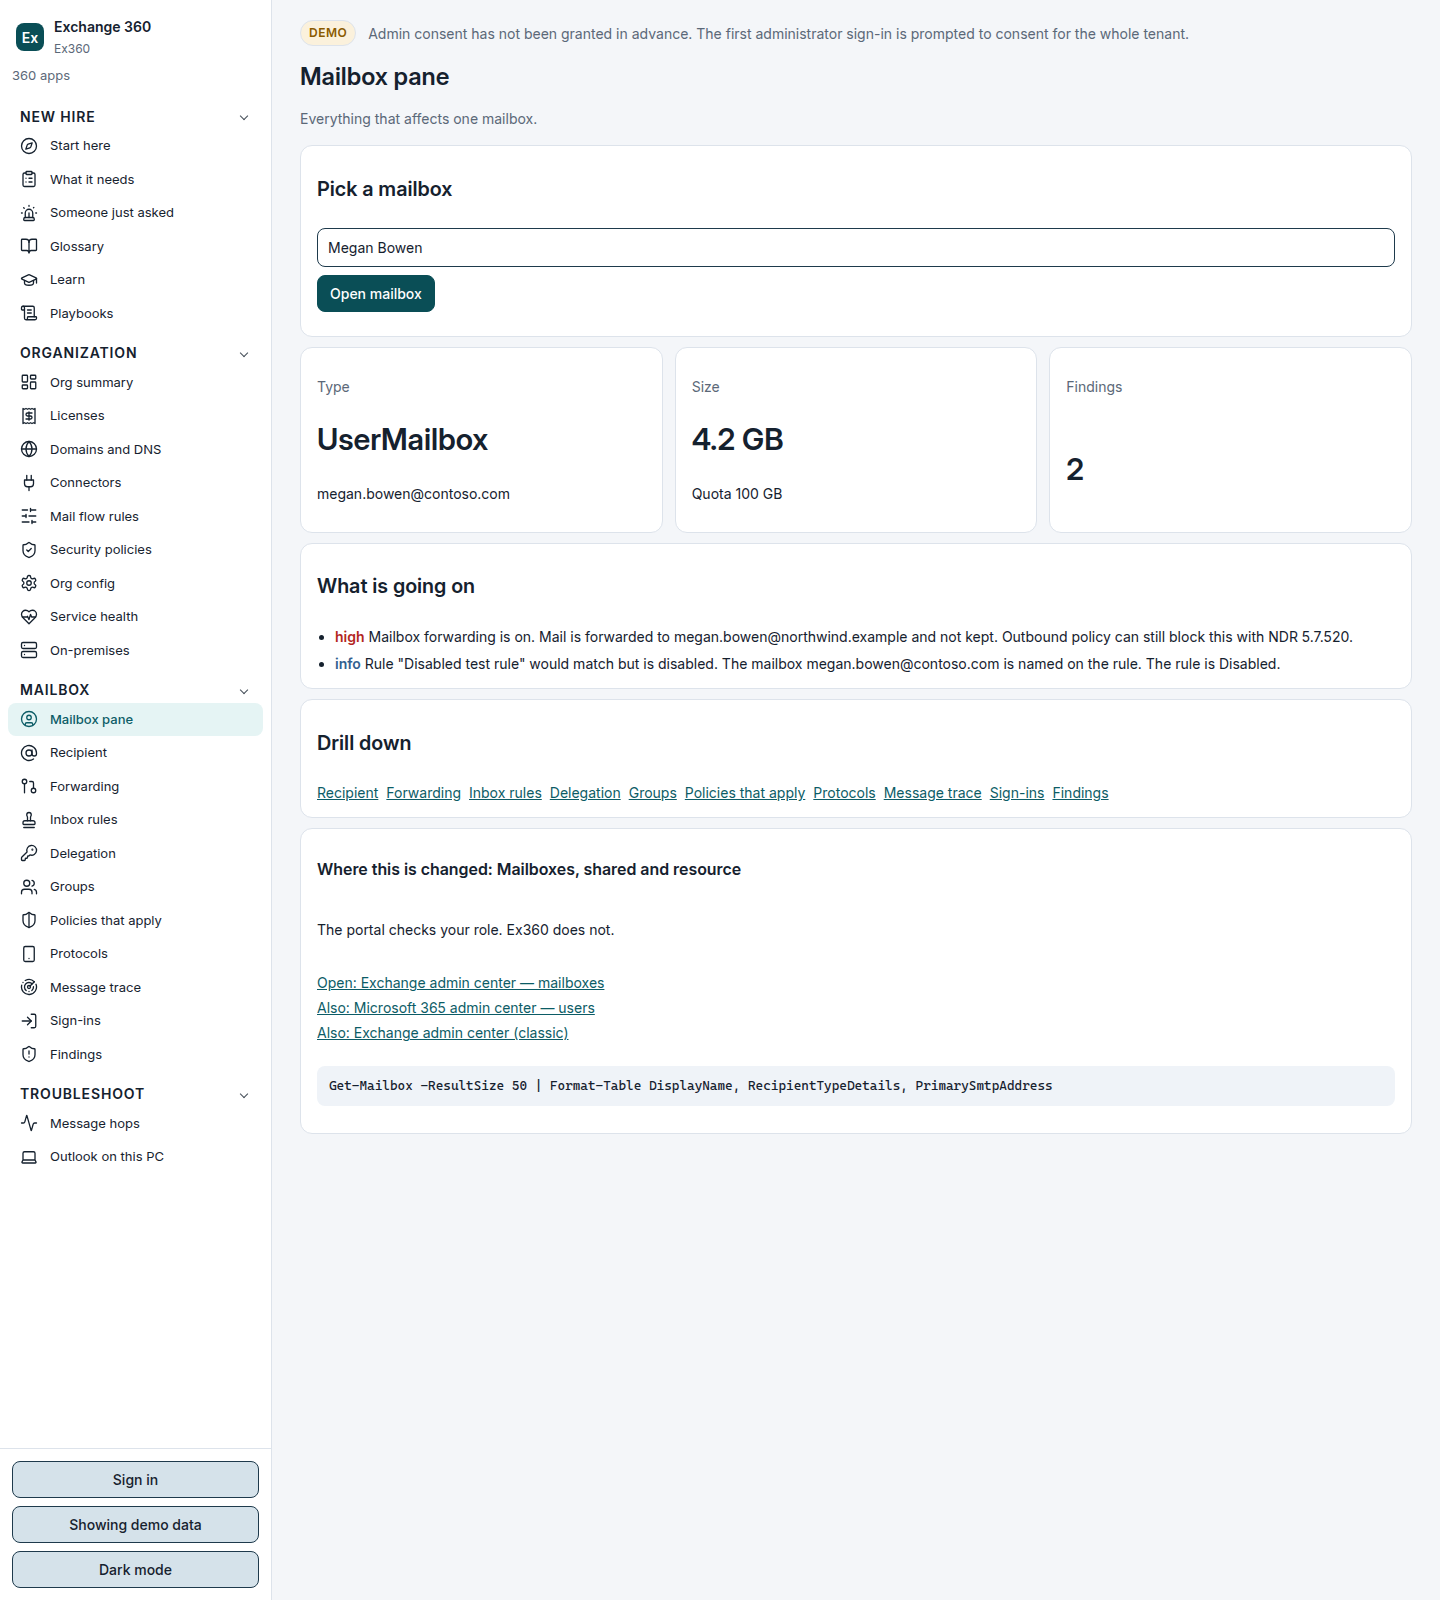 Ex
Exchange 360
Ex360
360 apps
NEW HIRE
Start here
What it needs
Someone just asked
Glossary
Learn
Playbooks
ORGANIZATION
Org summary
Licenses
Domains and DNS
Connectors
Mail flow rules
Security policies
Org config
Service health
On-premises
MAILBOX
Mailbox pane
Recipient
Forwarding
Inbox rules
Delegation
Groups
Policies that apply
Protocols
Message trace
Sign-ins
Findings
TROUBLESHOOT
Message hops
Outlook on this PC
Sign in
Showing demo data
Dark mode
DEMO Admin consent has not been granted in advance. The first administrator sign-in is prompted to consent for the whole tenant.
Mailbox pane
Everything that affects one mailbox.
Pick a mailbox
Megan Bowen
Open mailbox
Type
UserMailbox
megan.bowen@contoso.com
Size
4.2 GB
Quota 100 GB
Findings
2
What is going on
• high Mailbox forwarding is on. Mail is forwarded to megan.bowen@northwind.example and not kept. Outbound policy can still block this with NDR 5.7.520.
• info Rule "Disabled test rule" would match but is disabled. The mailbox megan.bowen@contoso.com is named on the rule. The rule is Disabled.
Drill down
Recipient Forwarding Inbox rules Delegation Groups Policies that apply Protocols Message trace Sign-ins Findings
Where this is changed: Mailboxes, shared and resource
The portal checks your role. Ex360 does not.
Open: Exchange admin center — mailboxes
Also: Microsoft 365 admin center — users
Also: Exchange admin center (classic)
Get-Mailbox -ResultSize 50 | Format-Table DisplayName, RecipientTypeDetails, PrimarySmtpAddress